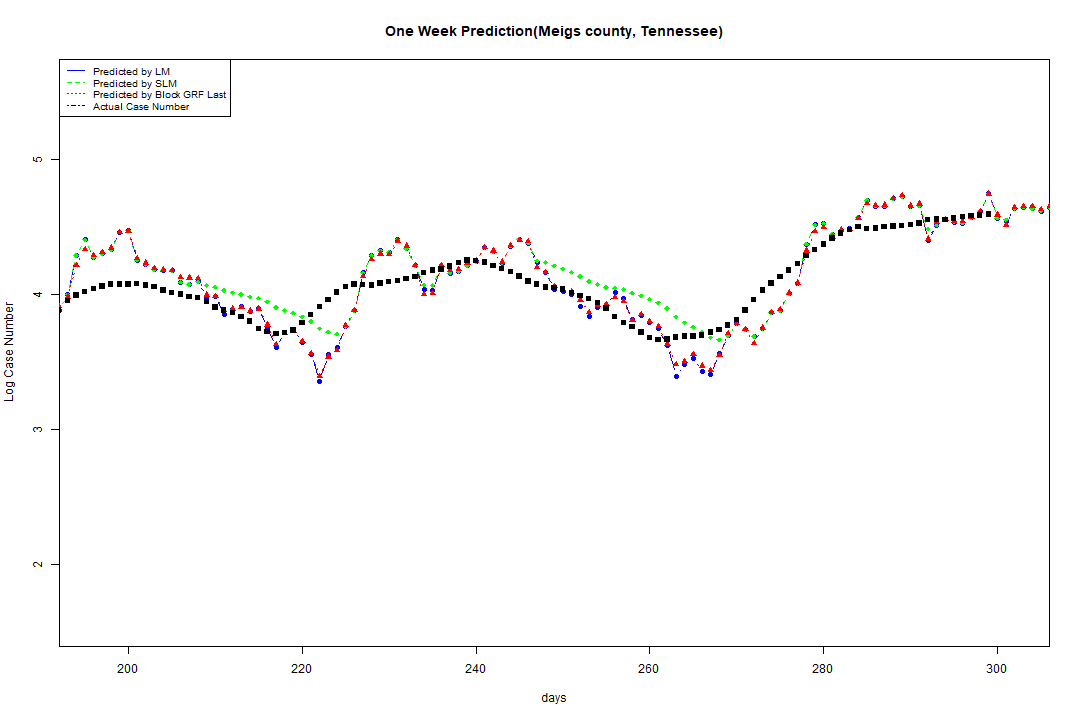 One Week Prediction(Meigs county, Tennessee)
Predicted by LM
Predicted by SLM
Predicted by Block GRF Last
Actual Case Number
Log Case Number
5
4
3
2
200 220 240 260 280 300
days